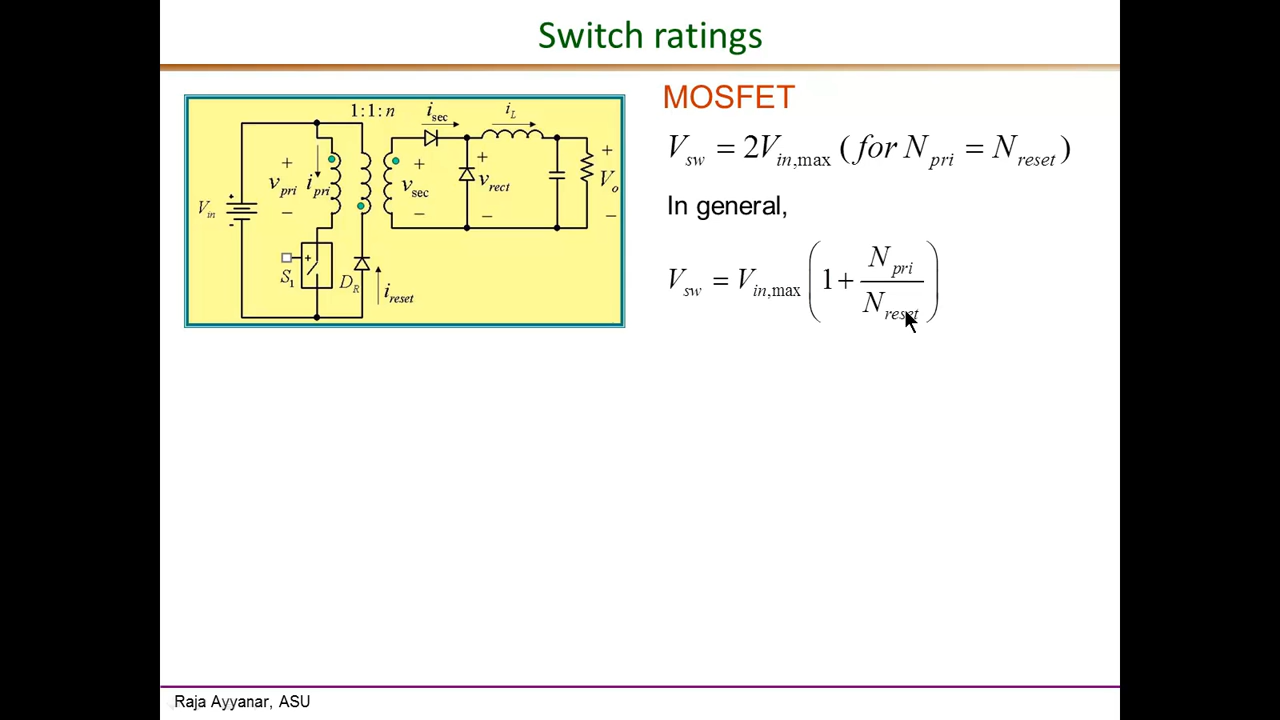 Switch ratings
1:1:n
i_sec
i_L
+ v_pri −
i_pri
+ v_sec −
+ v_rect −
+ V_o −
V_in
+
-
S_1
+
D_R
i_reset
MOSFET
V_sw = 2V_in,max ( for N_pri = N_reset )
In general,
V_sw = V_in,max ( 1 + N_pri / N_reset )
Raja Ayyanar, ASU